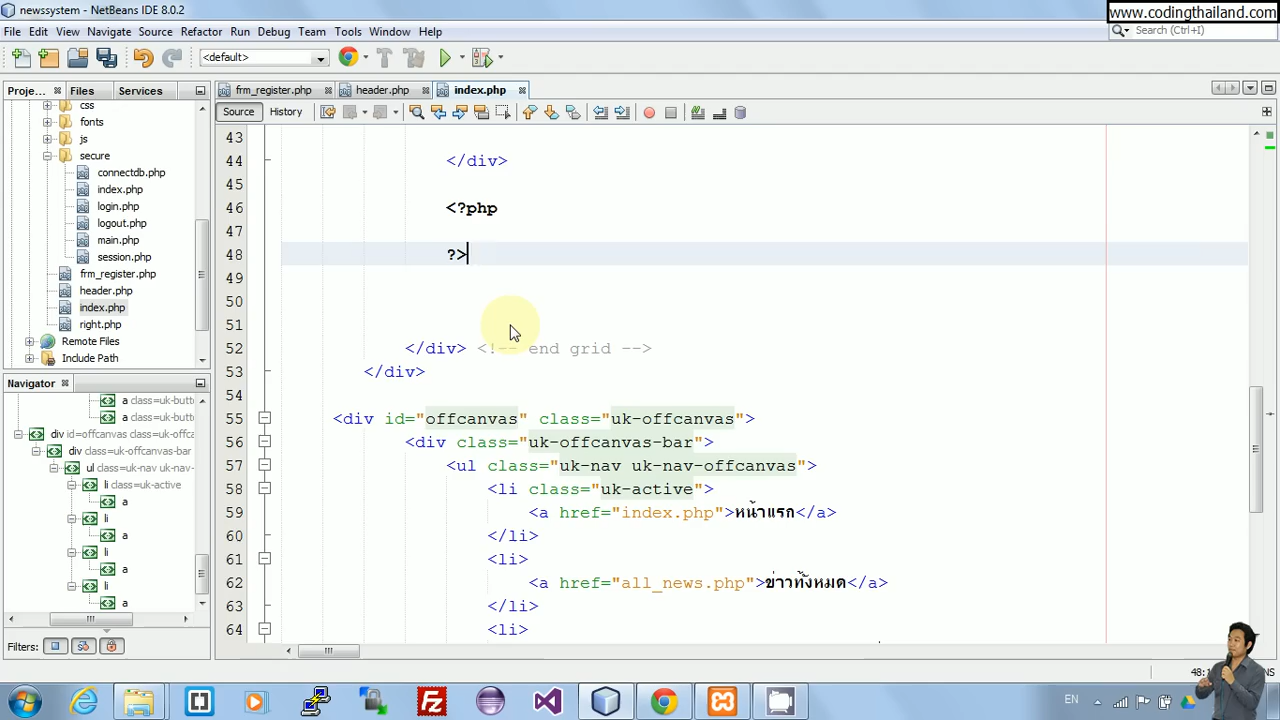 newssystem - NetBeans IDE 8.0.2
www.codingthailand.com
File Edit View Navigate Source Refactor Run Debug Team Tools Window Help
Search (Ctrl+I)
<default>
Proje... Files Services
frm_register.php header.php index.php
Source History
css
fonts
js
secure
connectdb.php
index.php
login.php
logout.php
main.php
session.php
frm_register.php
header.php
index.php
right.php
Remote Files
Include Path
Navigator
a class=uk-butt
a class=uk-butt
div id=offcanvas class=uk-offca
div class=uk-offcanvas-bar
ul class=uk-nav uk-nav-
li class=uk-active
a
li
a
li
a
li
a
Filters:
43
44 </div>
45
46 <?php
47
48 ?>
49
50
51
52 </div> <!-- end grid -->
53 </div>
54
55 <div id="offcanvas" class="uk-offcanvas">
56 <div class="uk-offcanvas-bar">
57 <ul class="uk-nav uk-nav-offcanvas">
58 <li class="uk-active">
59 <a href="index.php">หน้าแรก</a>
60 </li>
61 <li>
62 <a href="all_news.php">ข่าวทั้งหมด</a>
63 </li>
64 <li>
EN